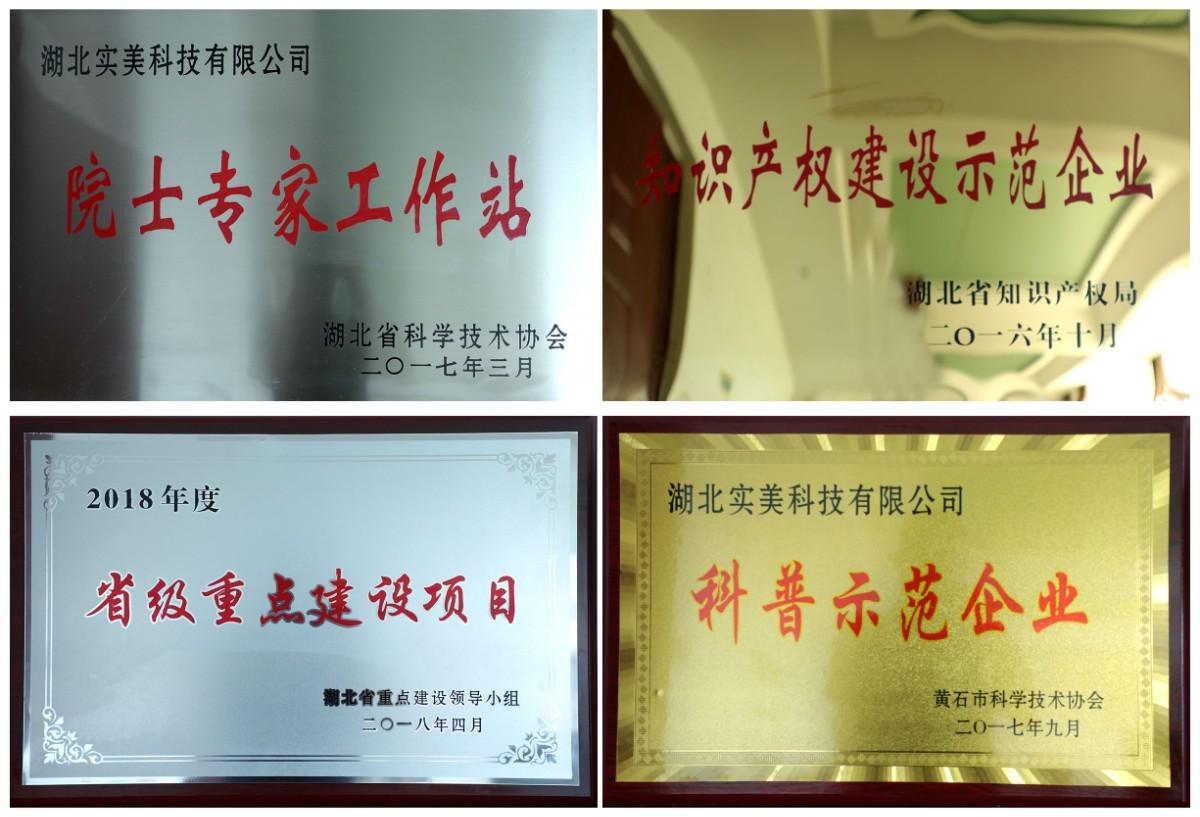 湖北实美科技有限公司
院士专家工作站
湖北省科学技术协会
二〇一七年三月
知识产权建设示范企业
湖北省知识产权局
二〇一六年十月
2018年度
省级重点建设项目
湖北省重点建设领导小组
二〇一八年四月
湖北实美科技有限公司
科普示范企业
黄石市科学技术协会
二〇一七年九月